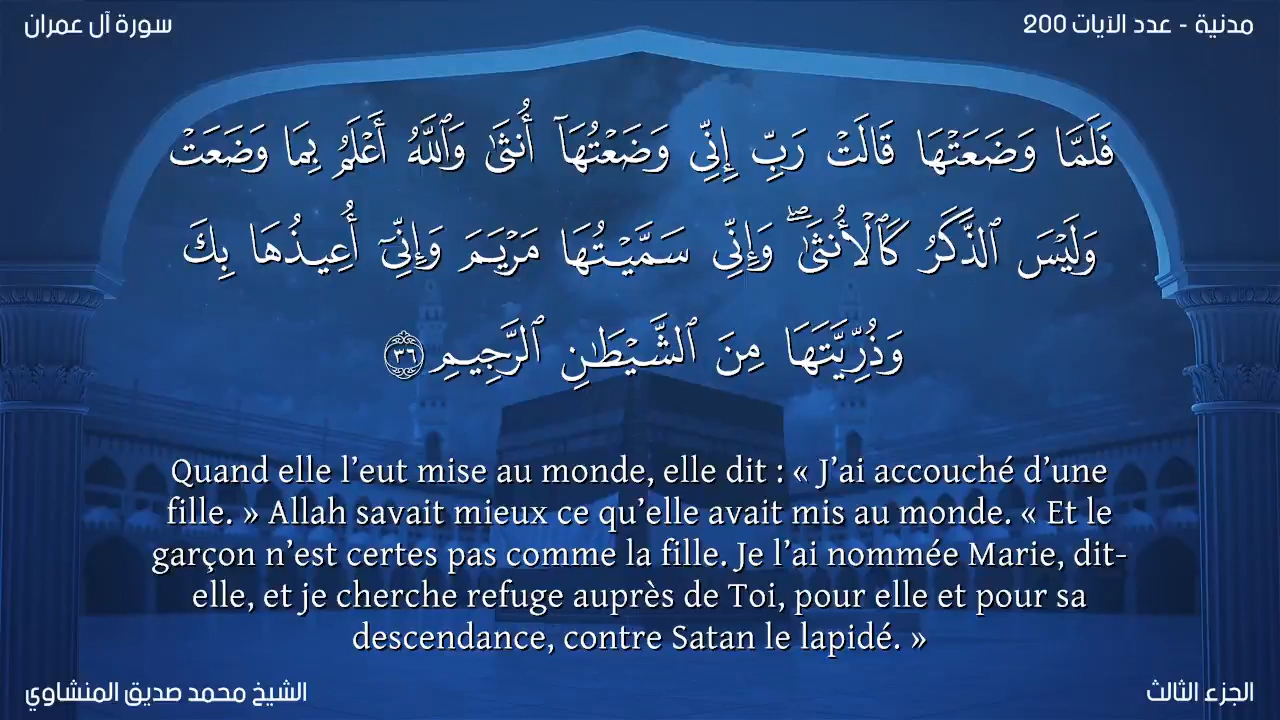 سورة آل عمران
مدنية - عدد الآيات 200
فَلَمَّا وَضَعَتْهَا قَالَتْ رَبِّ إِنِّى وَضَعْتُهَآ أُنثَىٰ وَٱللَّهُ أَعْلَمُ بِمَا وَضَعَتْ
وَلَيْسَ ٱلذَّكَرُ كَٱلْأُنثَىٰ ۖ وَإِنِّى سَمَّيْتُهَا مَرْيَمَ وَإِنِّىٓ أُعِيذُهَا بِكَ
وَذُرِّيَّتَهَا مِنَ ٱلشَّيْطَـٰنِ ٱلرَّجِيمِ ٣٦
Quand elle l’eut mise au monde, elle dit : « J’ai accouché d’une
fille. » Allah savait mieux ce qu’elle avait mis au monde. « Et le
garçon n’est certes pas comme la fille. Je l’ai nommée Marie, dit-
elle, et je cherche refuge auprès de Toi, pour elle et pour sa
descendance, contre Satan le lapidé. »
الشيخ محمد صديق المنشاوي
الجزء الثالث